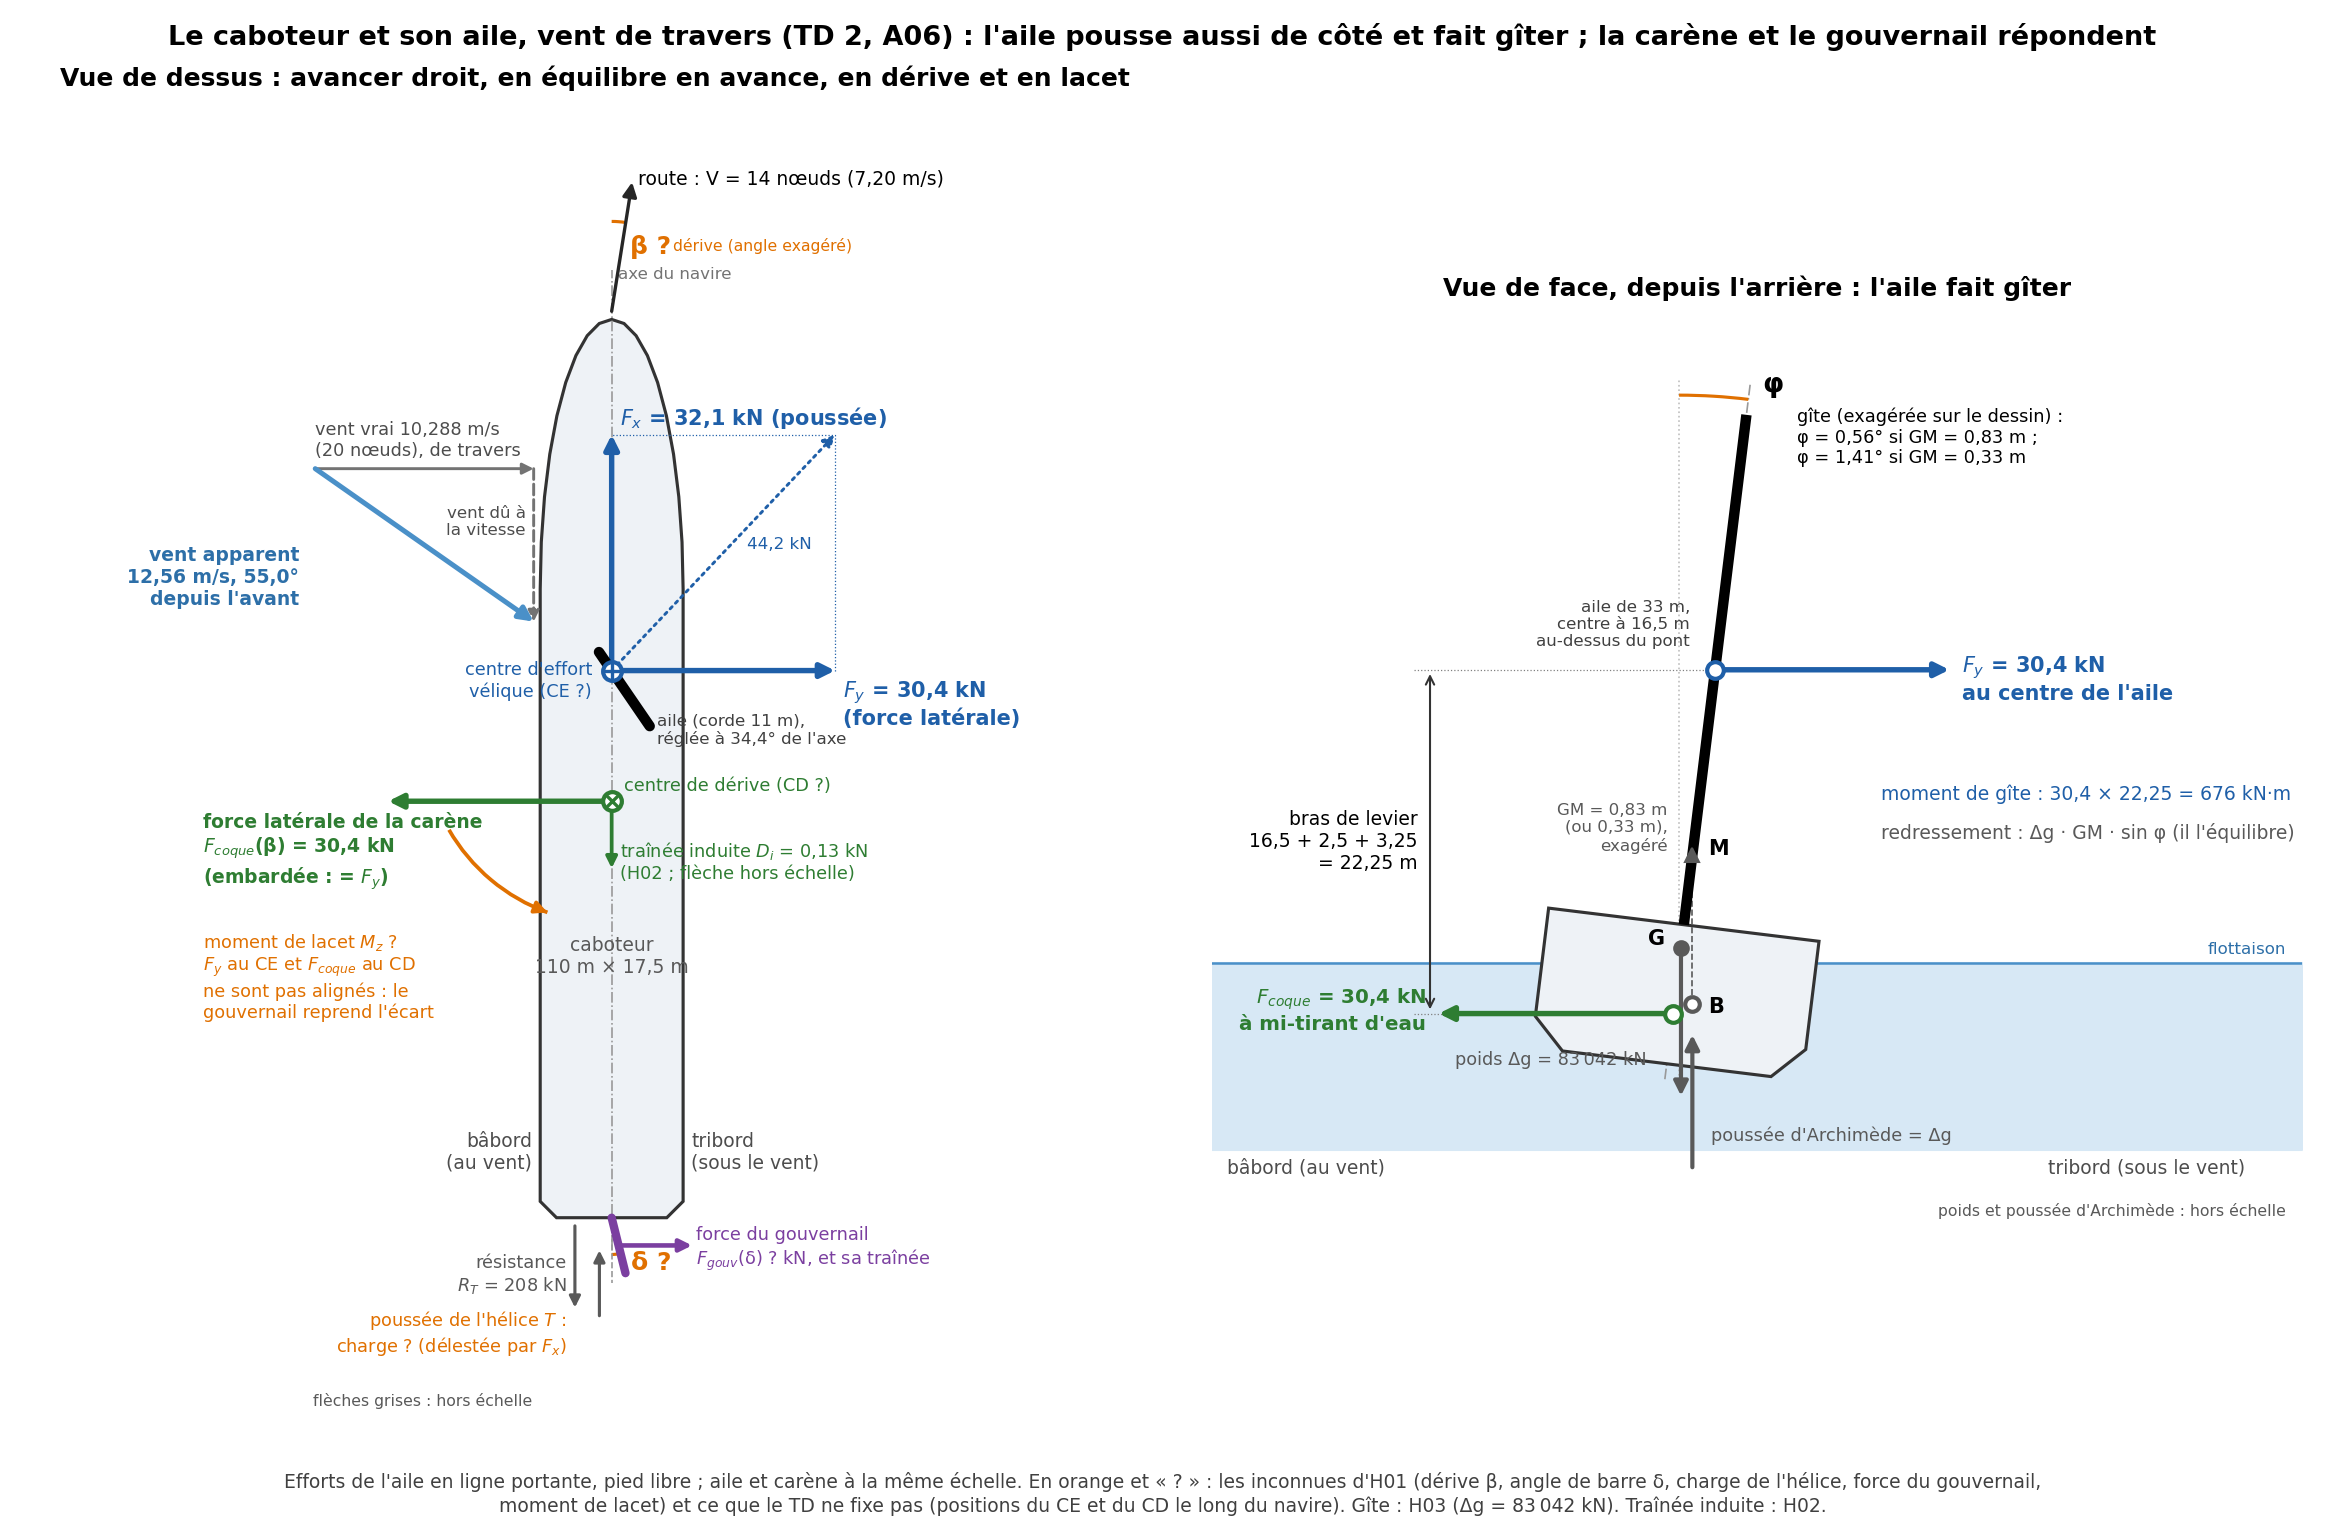 Le caboteur et son aile, vent de travers (TD 2, A06) : l'aile pousse aussi de côté et fait gîter ; la carène et le gouvernail répondent
Vue de dessus : avancer droit, en équilibre en avance, en dérive et en lacet
route : V = 14 nœuds (7,20 m/s)
β ? dérive (angle exagéré)
axe du navire
Fx = 32,1 kN (poussée)
vent vrai 10,288 m/s
(20 nœuds), de travers
vent dû à
la vitesse
44,2 kN
vent apparent
12,56 m/s, 55,0°
depuis l'avant
centre d'effort
vélique (CE ?)
Fy = 30,4 kN
(force latérale)
aile (corde 11 m),
réglée à 34,4° de l'axe
centre de dérive (CD ?)
force latérale de la carène
Fcoque(β) = 30,4 kN
(embardée : = Fy)
traînée induite Di = 0,13 kN
(H02 ; flèche hors échelle)
moment de lacet Mz ?
Fy au CE et Fcoque au CD
ne sont pas alignés : le
gouvernail reprend l'écart
caboteur
110 m × 17,5 m
bâbord
(au vent)
tribord
(sous le vent)
force du gouvernail
Fgouv(δ) ? kN, et sa traînée
δ ?
résistance
RT = 208 kN
poussée de l'hélice T :
charge ? (délestée par Fx)
flèches grises : hors échelle
Vue de face, depuis l'arrière : l'aile fait gîter
φ
gîte (exagérée sur le dessin) :
φ = 0,56° si GM = 0,83 m ;
φ = 1,41° si GM = 0,33 m
aile de 33 m,
centre à 16,5 m
au-dessus du pont
Fy = 30,4 kN
au centre de l'aile
moment de gîte : 30,4 × 22,25 = 676 kN·m
redressement : Δg · GM · sin φ (il l'équilibre)
GM = 0,83 m
(ou 0,33 m),
exagéré
M
bras de levier
16,5 + 2,5 + 3,25
= 22,25 m
G
flottaison
Fcoque = 30,4 kN
à mi-tirant d'eau
B
poids Δg = 83 042 kN
poussée d'Archimède = Δg
bâbord (au vent)
tribord (sous le vent)
poids et poussée d'Archimède : hors échelle
Efforts de l'aile en ligne portante, pied libre ; aile et carène à la même échelle. En orange et « ? » : les inconnues d'H01 (dérive β, angle de barre δ, charge de l'hélice, force du gouvernail,
moment de lacet) et ce que le TD ne fixe pas (positions du CE et du CD le long du navire). Gîte : H03 (Δg = 83 042 kN). Traînée induite : H02.